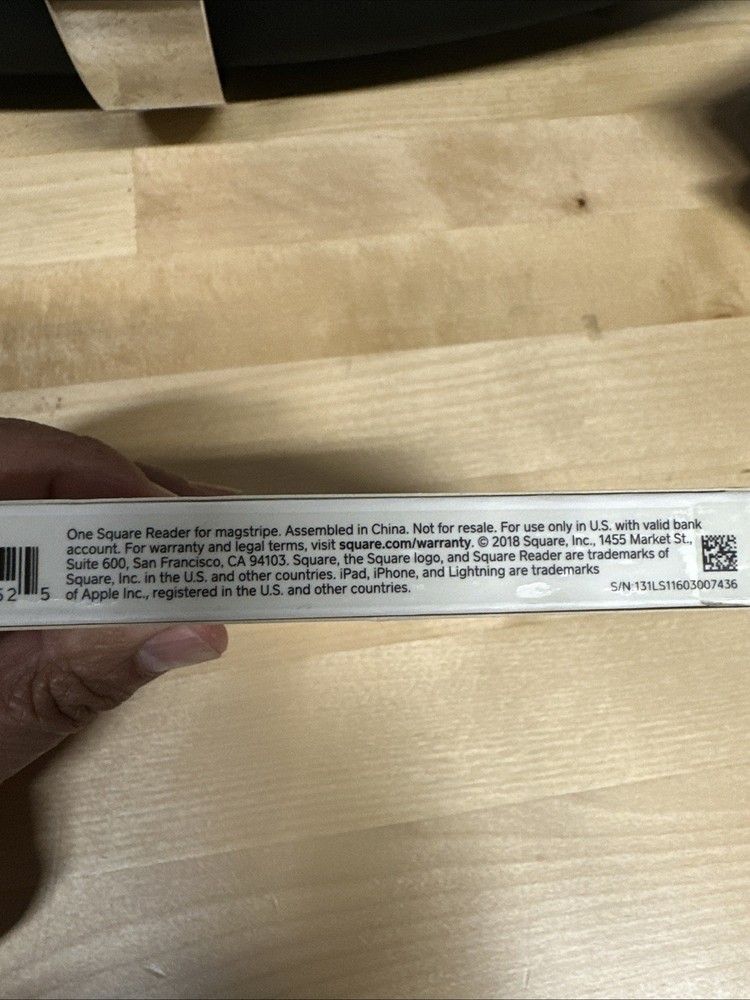 One Square Reader for magstripe. Assembled in China. Not for resale. For use only in U.S. with valid bank
account. For warranty and legal terms, visit square.com/warranty. © 2018 Square, Inc., 1455 Market St.,
Suite 600, San Francisco, CA 94103. Square, the Square logo, and Square Reader are trademarks of
Square, Inc. in the U.S. and other countries. iPad, iPhone, and Lightning are trademarks
of Apple Inc., registered in the U.S. and other countries.
S/N:131LS11603007436
52 5